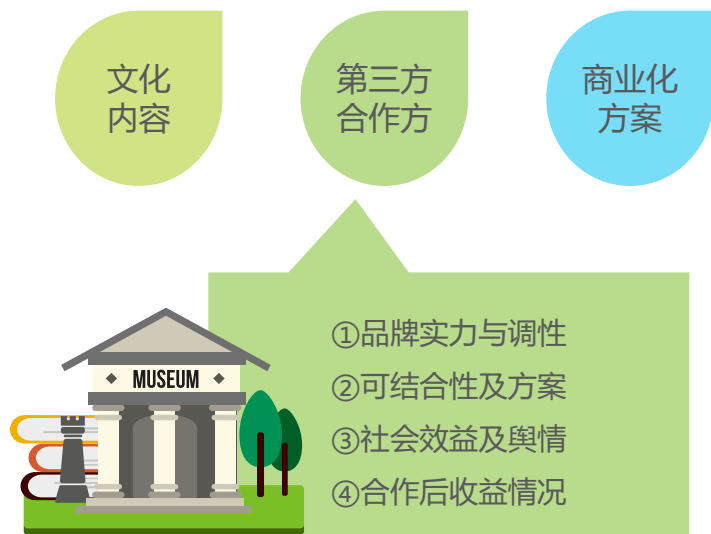 文化
内容
第三方
合作方
商业化
方案
MUSEUM
①品牌实力与调性
②可结合性及方案
③社会效益及舆情
④合作后收益情况